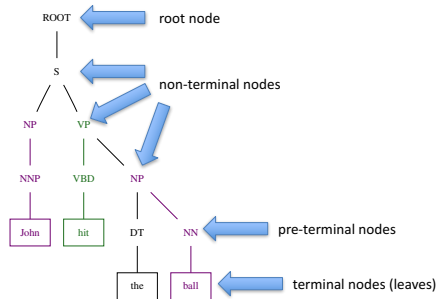 ROOT root node
S
non-terminal nodes
NP VP
NNP VBD NP
John hit DT NN pre-terminal nodes
the ball terminal nodes (leaves)